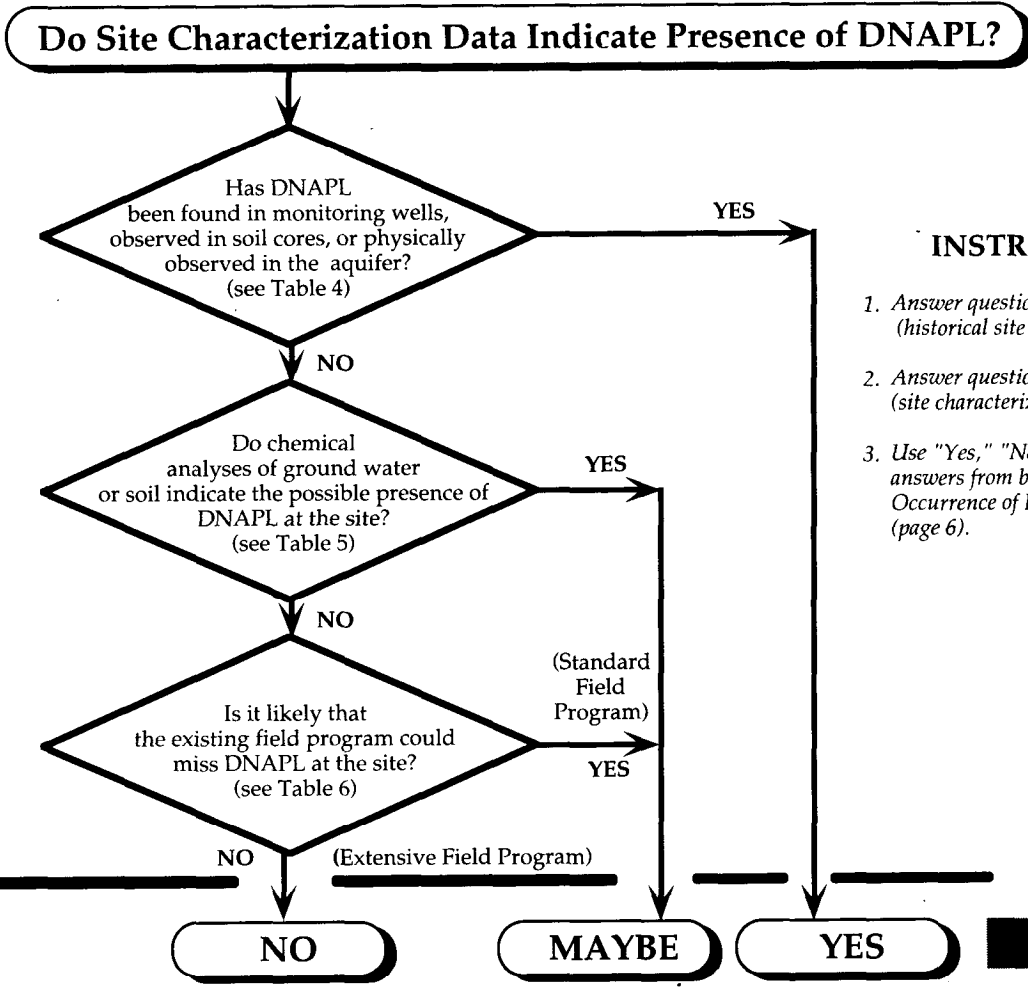 Do Site Characterization Data Indicate Presence of DNAPL?
Has DNAPL
been found in monitoring wells,
observed in soil cores, or physically
observed in the aquifer?
(see Table 4)
YES
NO
Do chemical
analyses of ground water
or soil indicate the possible presence of
DNAPL at the site?
(see Table 5)
YES
NO
Is it likely that
the existing field program could
miss DNAPL at the site?
(see Table 6)
(Standard
Field
Program)
YES
NO
(Extensive Field Program)
NO
MAYBE
YES
INSTR
1. Answer questio
(historical site
2. Answer questio
(site characteri
3. Use "Yes," "N
answers from b
Occurrence of
(page 6).